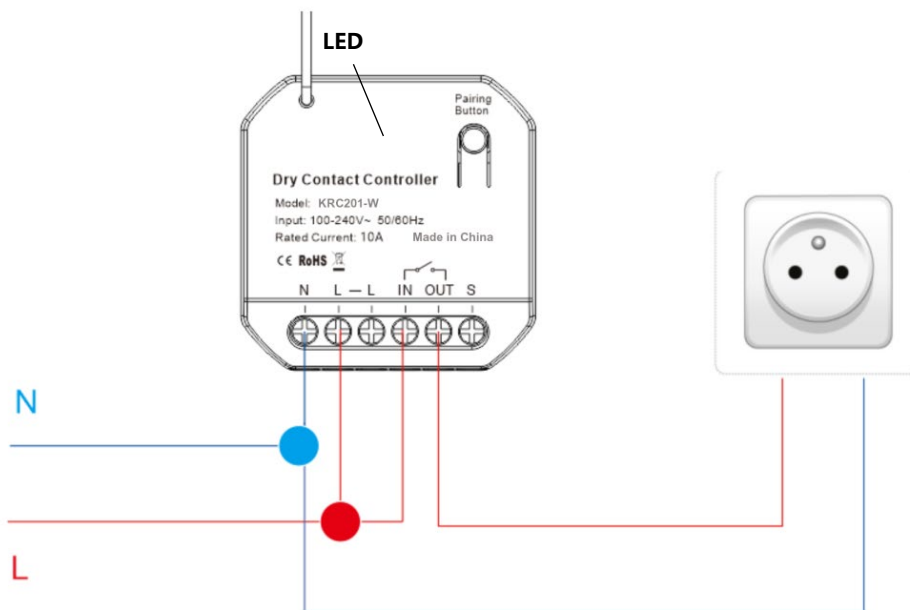 LED
Pairing
Button
Dry Contact Controller
Model: KRC201-W
Input: 100-240V~ 50/60Hz
Rated Current: 10A Made in China
CE RoHS
N L — L IN OUT S
N
L